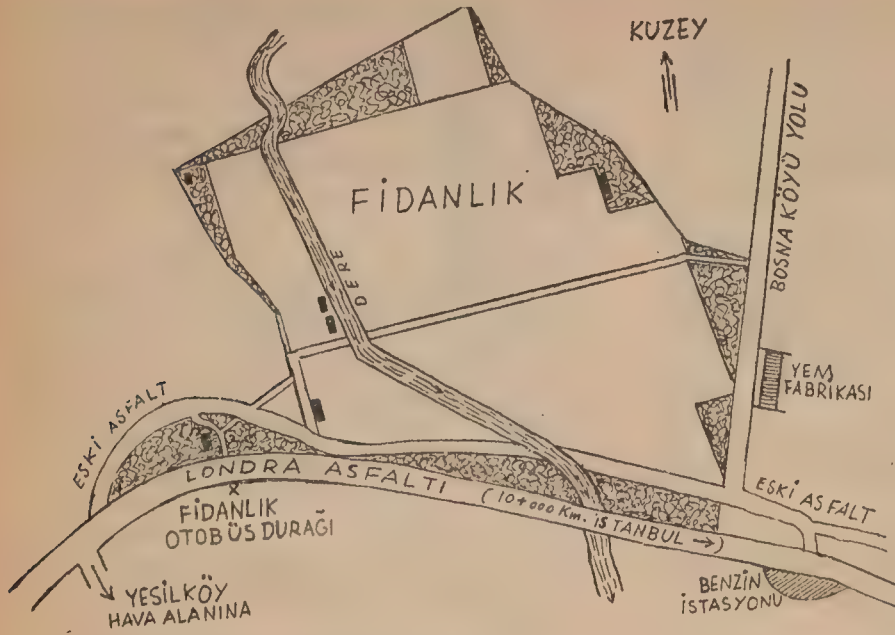 KUZEY
FİDANLIK
DERE
BOSNA KÖYÜ YOLU
YEM
FABRİKASI
ESKİ ASFALT
LONDRA ASFALTI
(10+000 Km. İSTANBUL →)
ESKİ ASFALT
x
FİDANLIK
OTOBÜS DURAĞI
YESİLKÖY
HAVA ALANINA
BENZİN
İSTASYONU